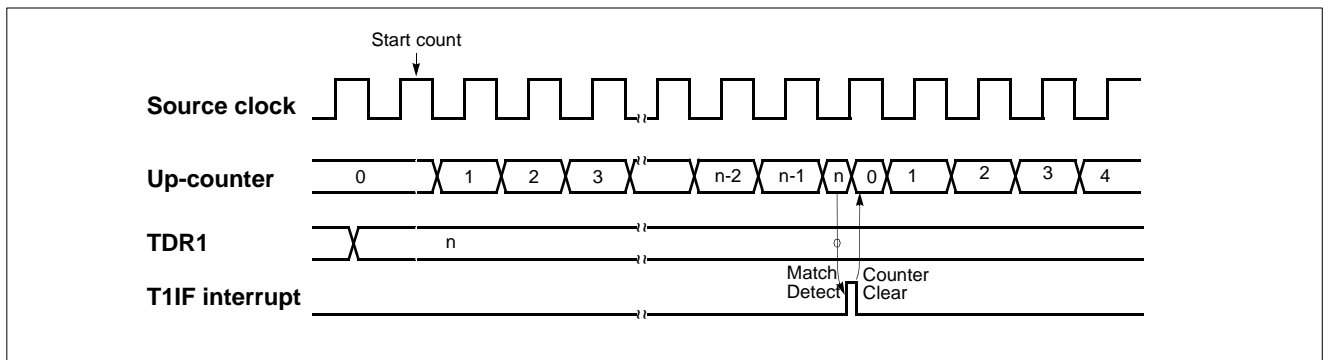 Start count
Source clock
Up-counter 0 1 2 3 n-2 n-1 n 0 1 2 3 4
TDR1 n
Match Detect
Counter Clear
T1IF interrupt